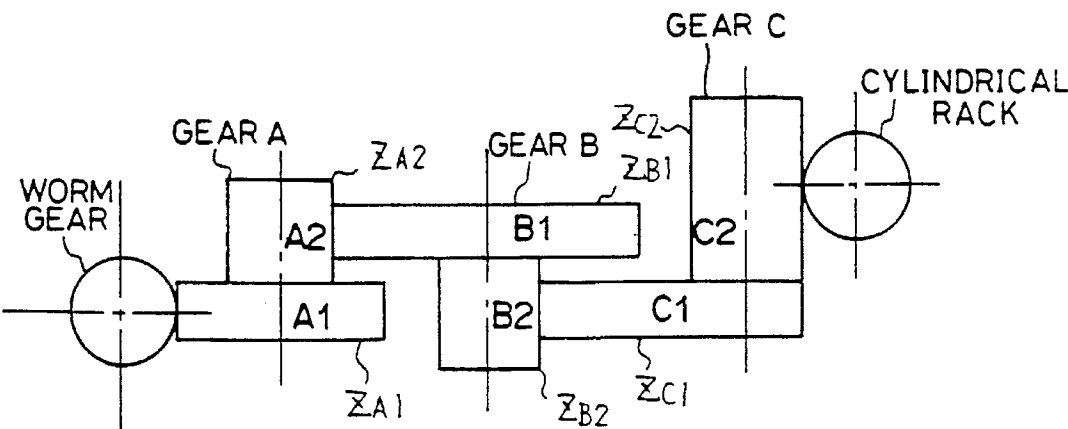 GEAR C
CYLINDRICAL
RACK
ZC2
GEAR A
ZA2
GEAR B
ZB1
WORM
GEAR
A2
B1
C2
A1
B2
C1
ZA1
ZB2
ZC1